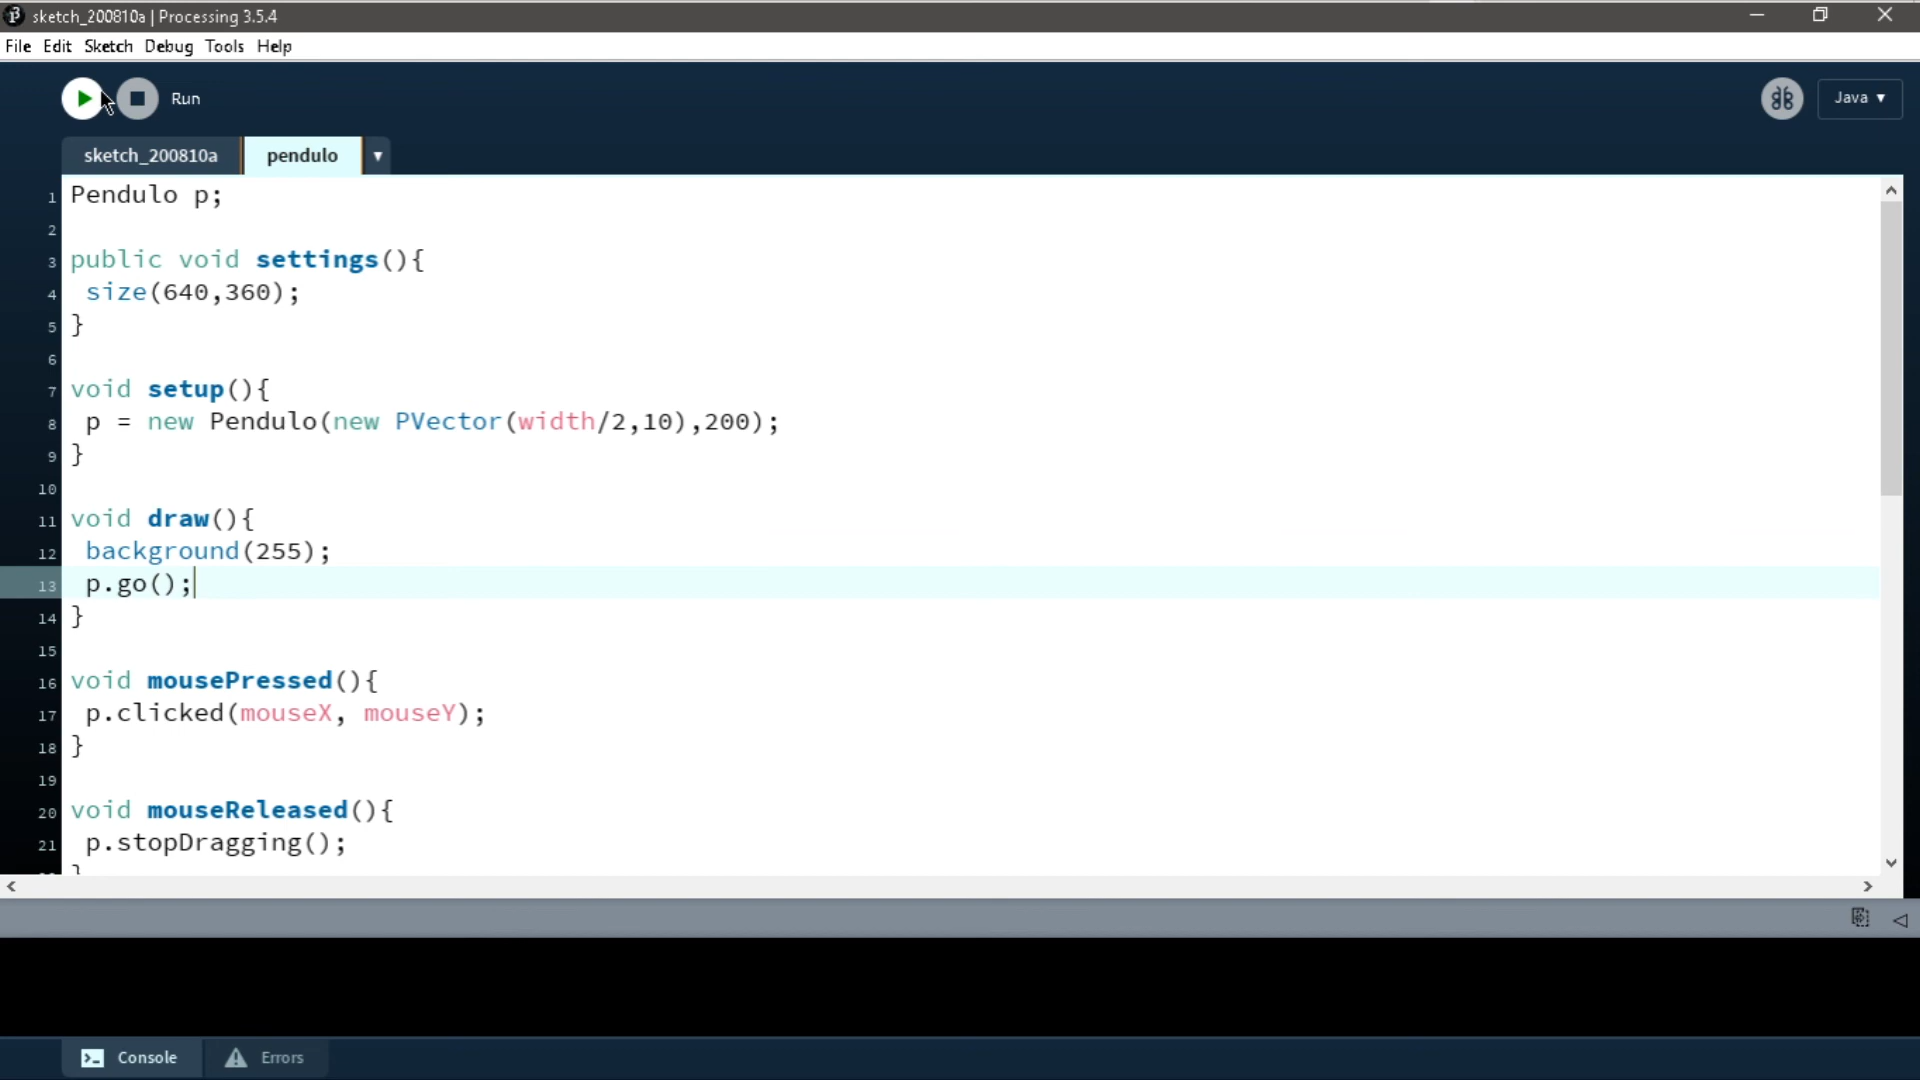 sketch_200810a | Processing 3.5.4
File Edit Sketch Debug Tools Help
Run
Java ▼
sketch_200810a pendulo ▼
1 Pendulo p;
2
3 public void settings(){
4 size(640,360);
5 }
6
7 void setup(){
8 p = new Pendulo(new PVector(width/2,10),200);
9 }
10
11 void draw(){
12 background(255);
13 p.go();
14 }
15
16 void mousePressed(){
17 p.clicked(mouseX, mouseY);
18 }
19
20 void mouseReleased(){
21 p.stopDragging();
}
Console Errors